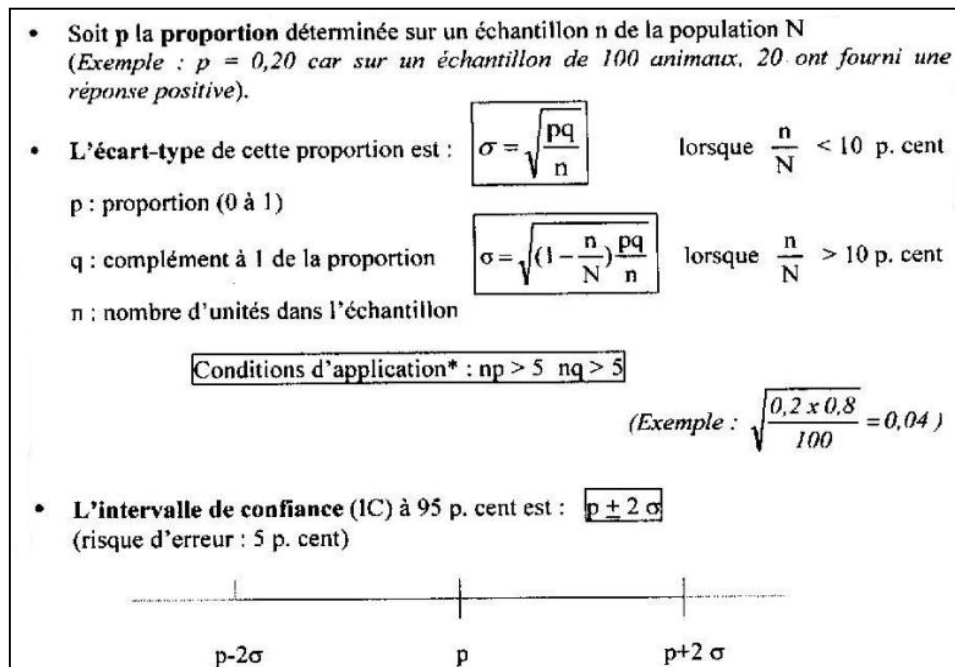 • Soit p la proportion déterminée sur un échantillon n de la population N
(Exemple : p = 0,20 car sur un échantillon de 100 animaux, 20 ont fourni une
réponse positive).
• L'écart-type de cette proportion est : σ = √(pq/n) lorsque n/N < 10 p. cent
p : proportion (0 à 1)
q : complément à 1 de la proportion σ = √((1 − n/N) pq/n) lorsque n/N > 10 p. cent
n : nombre d'unités dans l'échantillon
Conditions d'application* : np > 5 nq > 5
(Exemple : √(0,2 x 0,8/100) = 0,04 )
• L'intervalle de confiance (IC) à 95 p. cent est : p ± 2 σ
(risque d'erreur : 5 p. cent)
p-2σ p p+2 σ